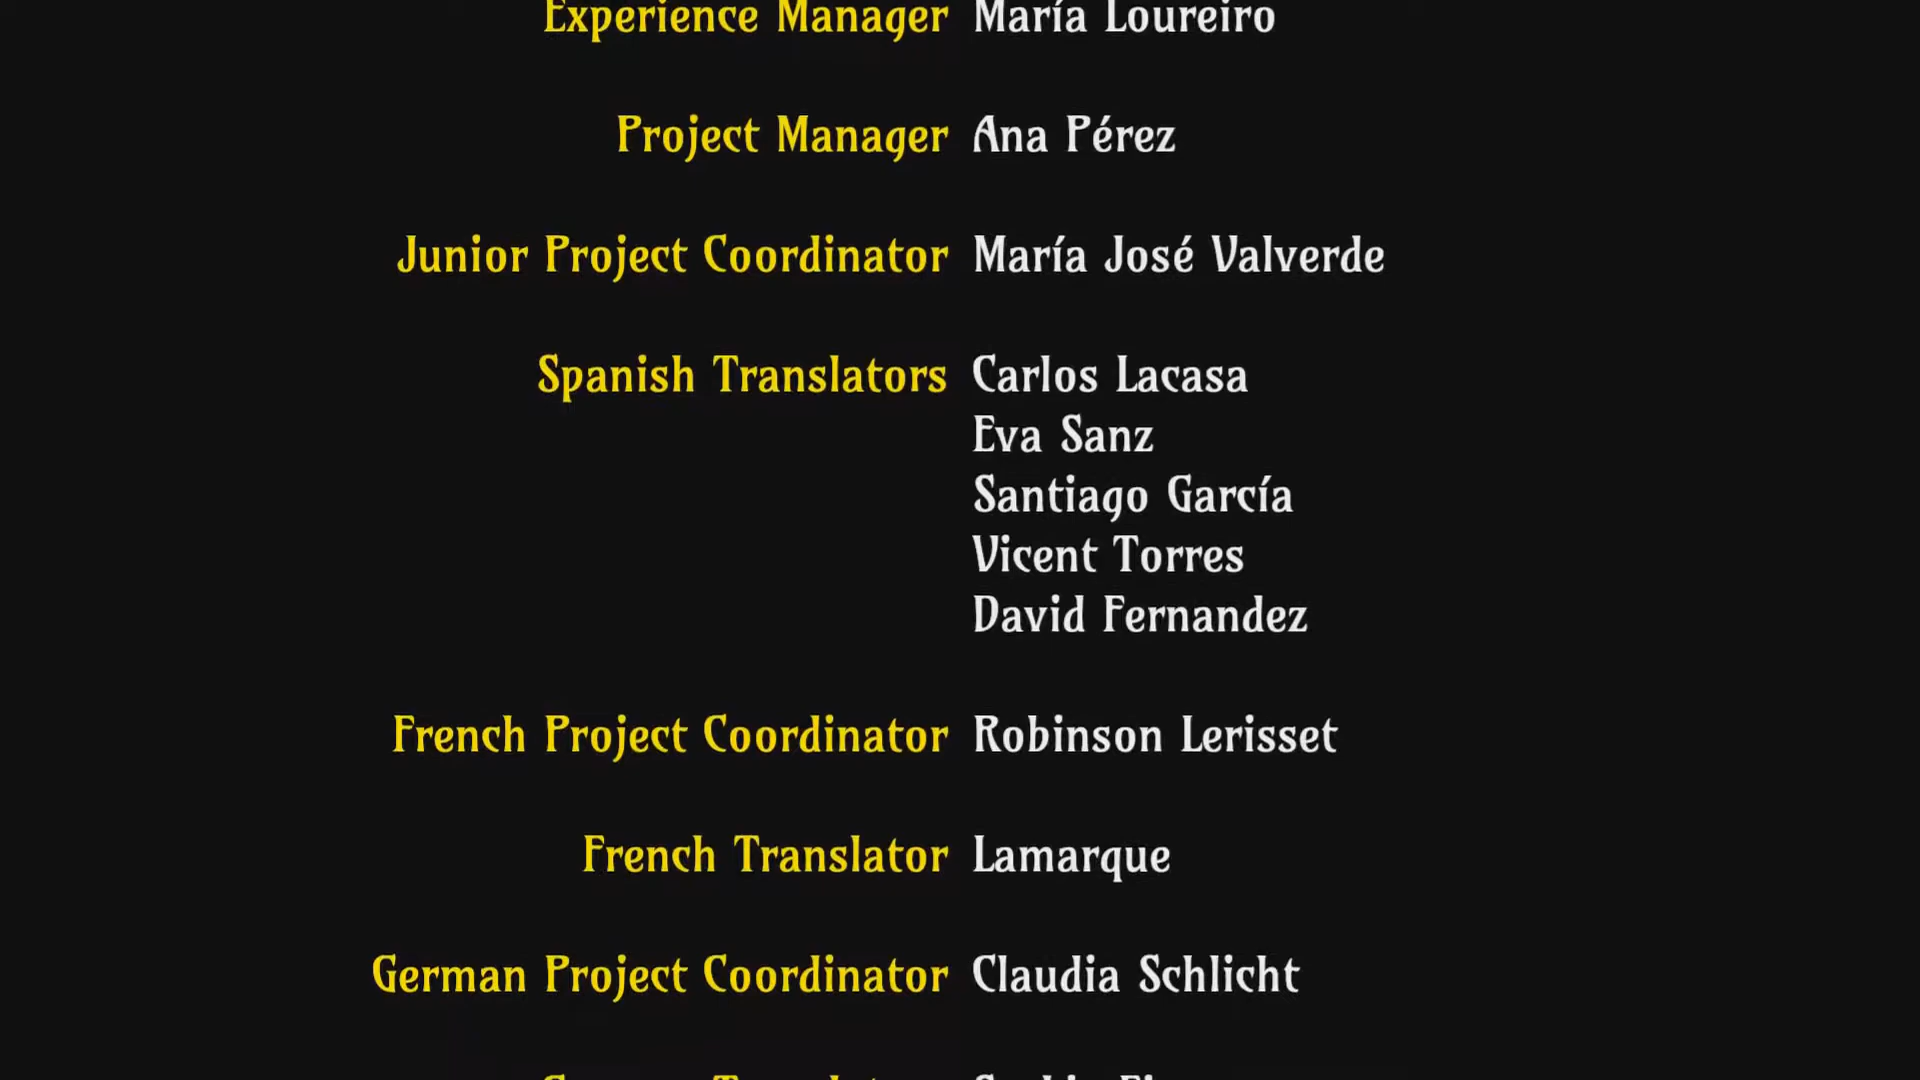 Experience Manager María Loureiro
Project Manager Ana Pérez
Junior Project Coordinator María José Valverde
Spanish Translators Carlos Lacasa
Eva Sanz
Santiago García
Vicent Torres
David Fernandez
French Project Coordinator Robinson Lerisset
French Translator Lamarque
German Project Coordinator Claudia Schlicht